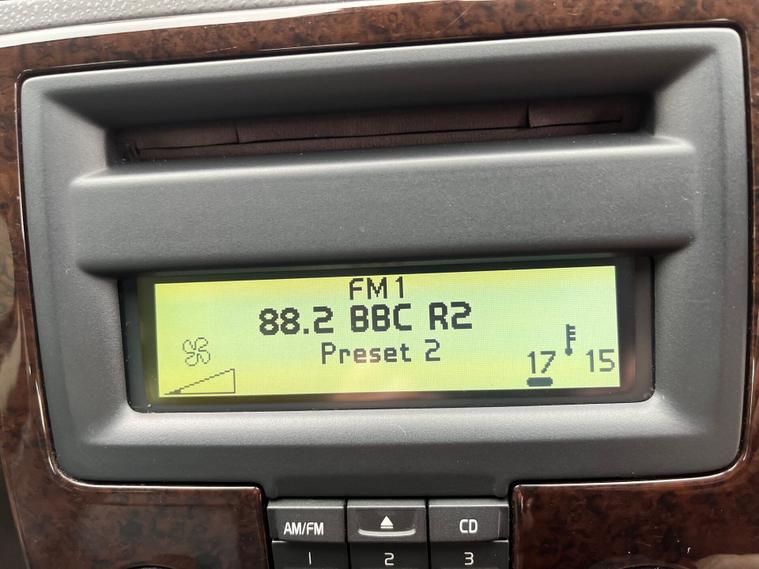 FM1
88.2 BBC R2
Preset 2
17 15
AM/FM CD
1 2 3